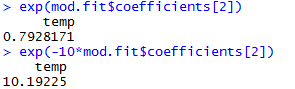 > exp(mod.fit$coefficients[2])
temp
0.7928171
> exp(-10*mod.fit$coefficients[2])
temp
10.19225